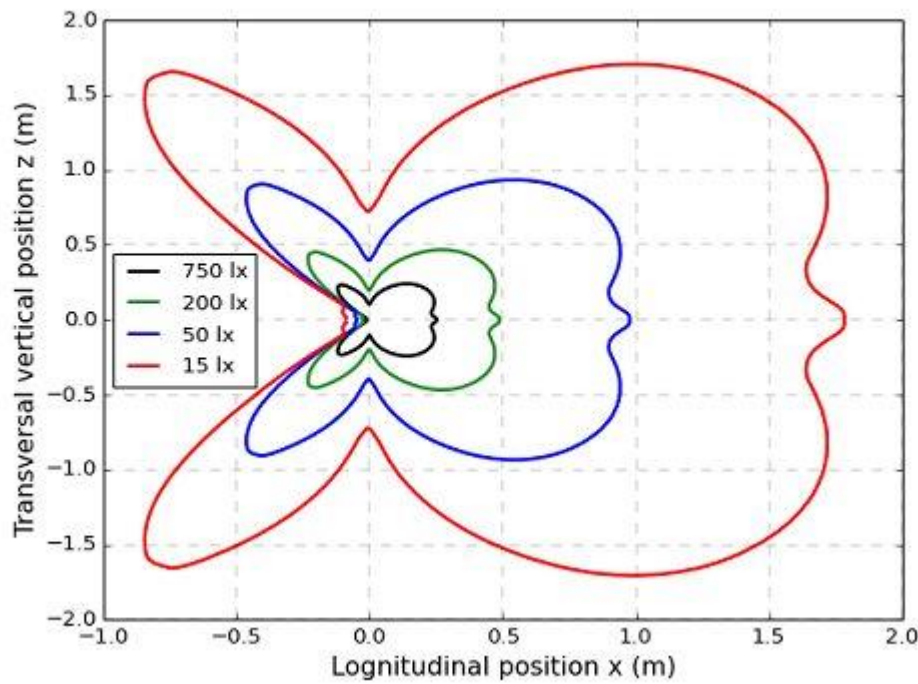 2.0
1.5
1.0
0.5
0.0
-0.5
-1.0
-1.5
-2.0
Transversal vertical position z (m)
750 lx
200 lx
50 lx
15 lx
-1.0 -0.5 0.0 0.5 1.0 1.5 2.0
Lognitudinal position x (m)